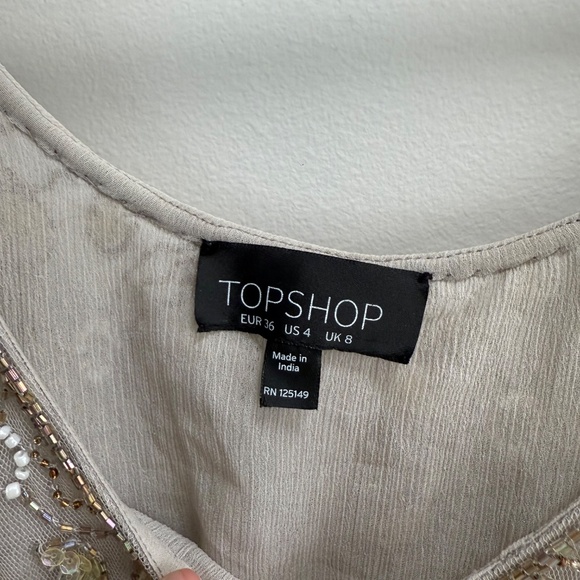 TOPSHOP
EUR 36 US 4 UK 8
Made in
India
RN 125149